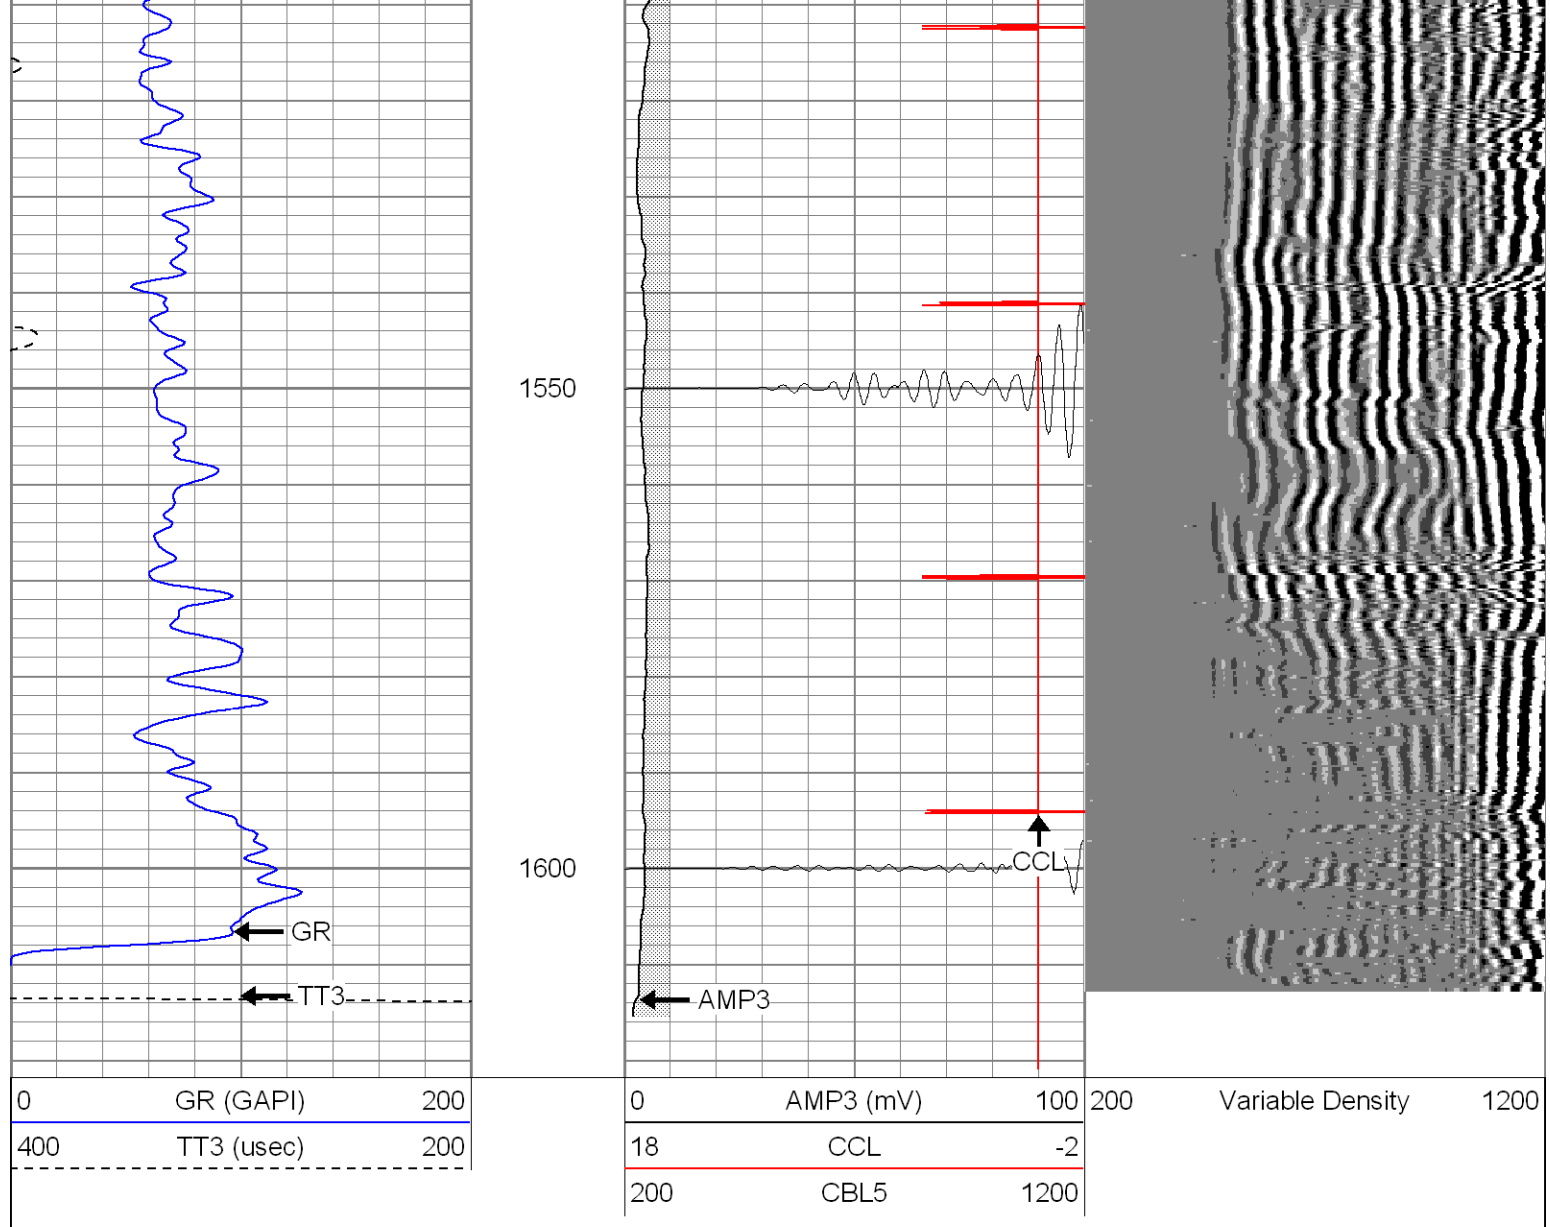 1550
1600
CCL
GR
TT3
AMP3
0 GR (GAPI) 200
400 TT3 (usec) 200
0 AMP3 (mV) 100
18 CCL -2
200 CBL5 1200
200 Variable Density 1200